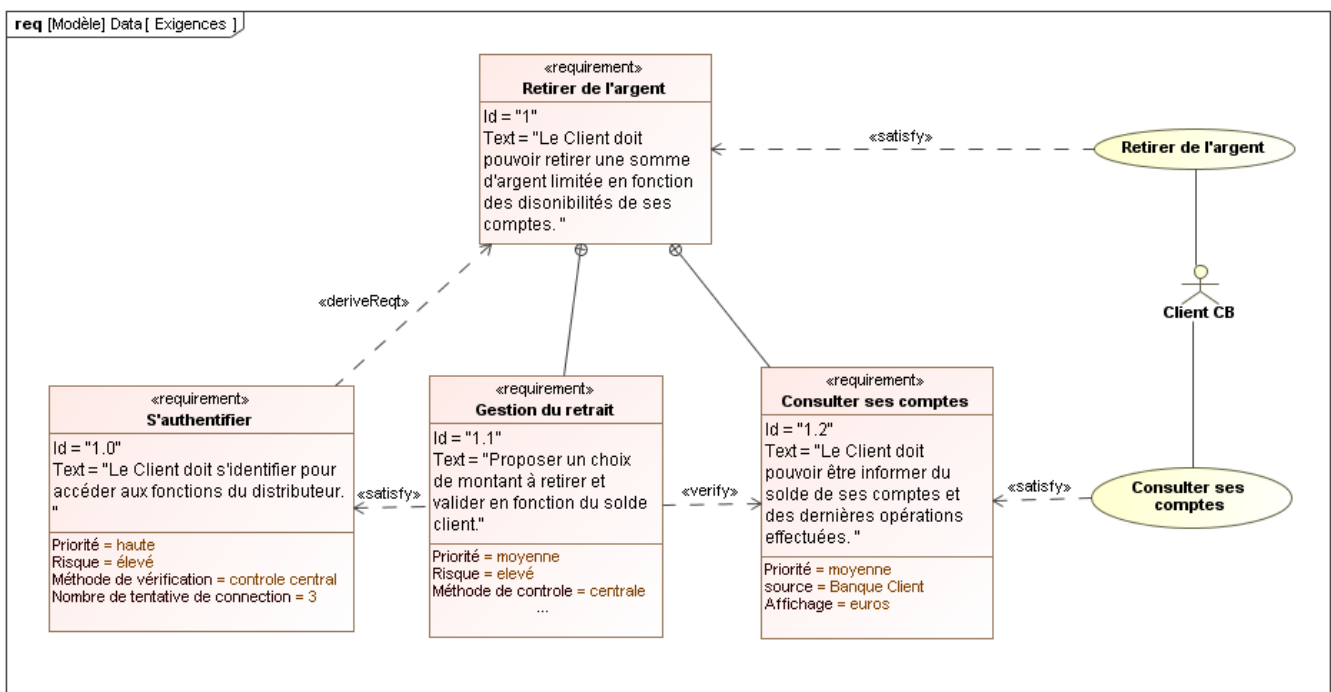 req [Modèle] Data [ Exigences ]
«requirement»
Retirer de l'argent
Id = "1"
Text = "Le Client doit
pouvoir retirer une somme
d'argent limitée en fonction
des disonibilités de ses
comptes. "
«satisfy»
Retirer de l'argent
Client CB
«deriveReqt»
«requirement»
S'authentifier
Id = "1.0"
Text = "Le Client doit s'identifier pour
accéder aux fonctions du distributeur.
"
Priorité = haute
Risque = élevé
Méthode de vérification = controle central
Nombre de tentative de connection = 3
«satisfy»
«requirement»
Gestion du retrait
Id = "1.1"
Text = "Proposer un choix
de montant à retirer et
valider en fonction du solde
client."
Priorité = moyenne
Risque = elevé
Méthode de controle = centrale
...
«verify»
«requirement»
Consulter ses comptes
Id = "1.2"
Text = "Le Client doit
pouvoir être informer du
solde de ses comptes et
des dernières opérations
effectuées. "
Priorité = moyenne
source = Banque Client
Affichage = euros
«satisfy»
Consulter ses
comptes